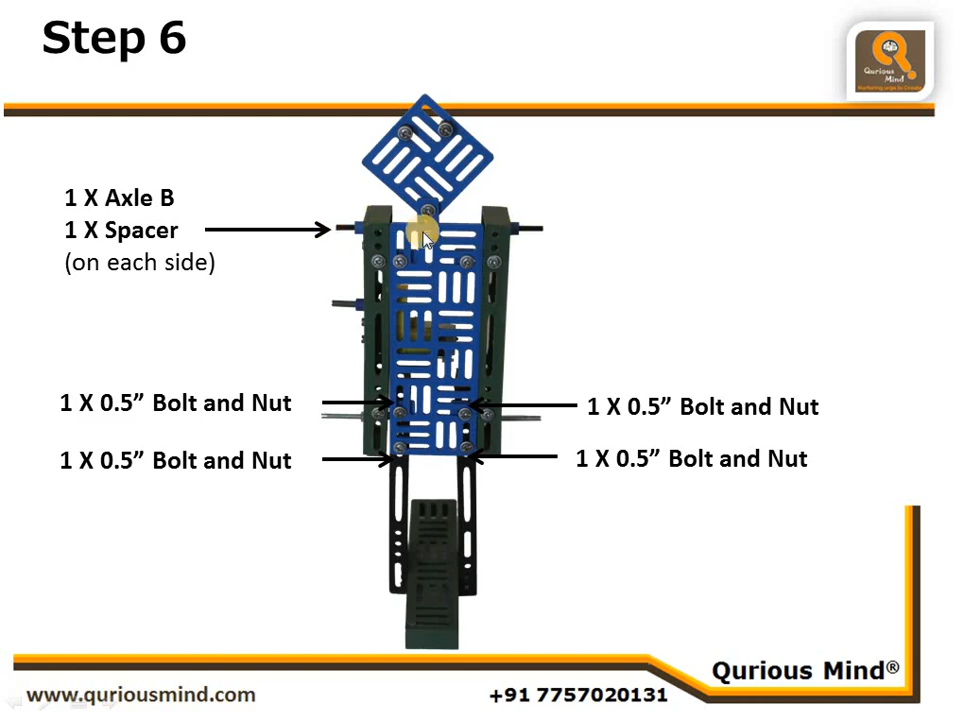 Step 6
Qurious
Mind
1 X Axle B
1 X Spacer
(on each side)
1 X 0.5” Bolt and Nut
1 X 0.5” Bolt and Nut
1 X 0.5” Bolt and Nut
1 X 0.5” Bolt and Nut
Qurious Mind®
www.quriousmind.com
+91 7757020131